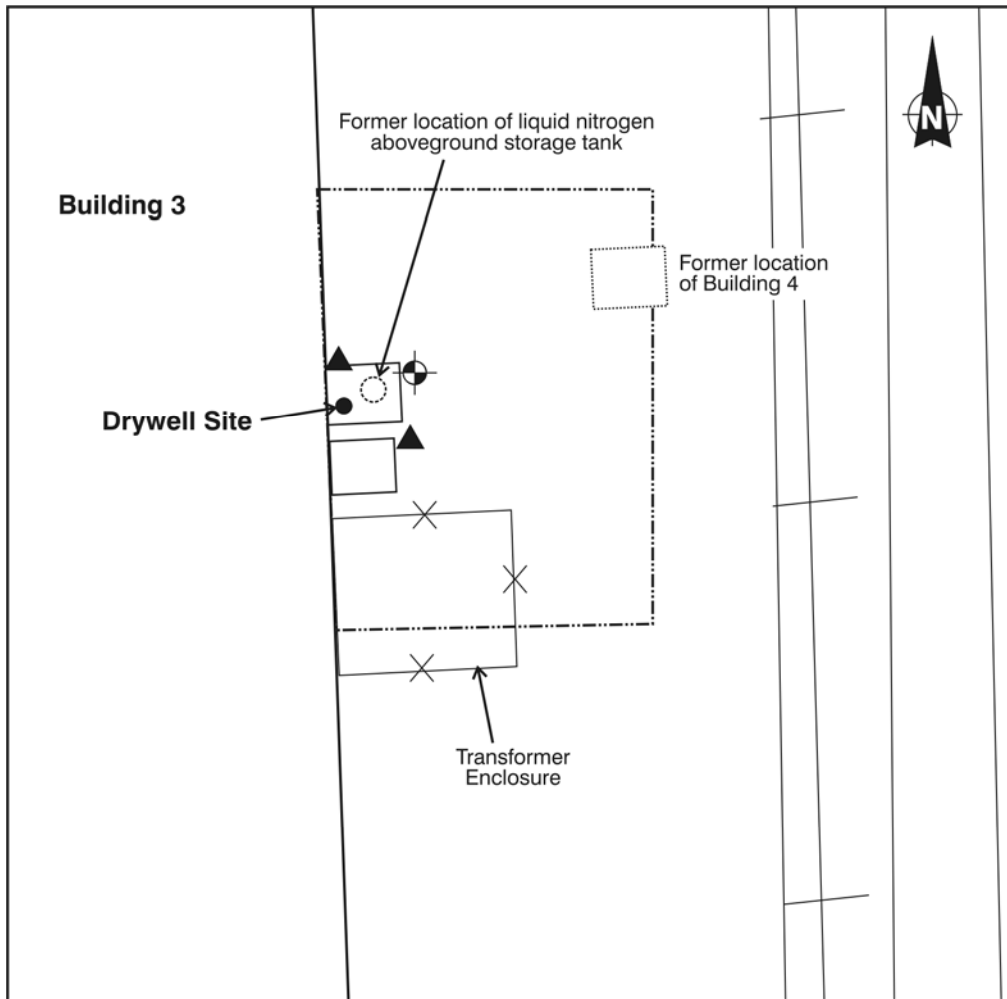 Former location of liquid nitrogen
aboveground storage tank
N
Building 3
Former location
of Building 4
Drywell Site
Transformer
Enclosure